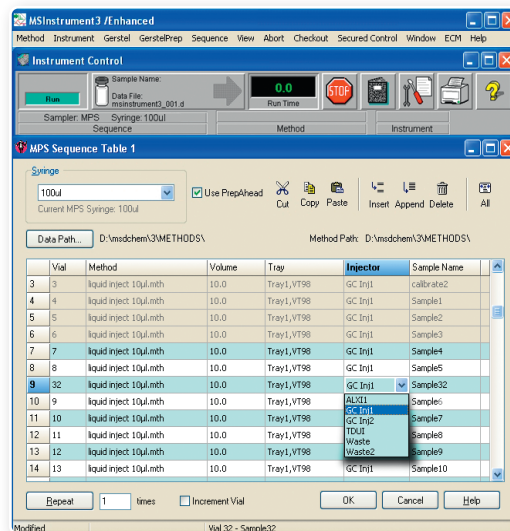 MSInstrument3 /Enhanced
Method Instrument Gerstel GerstelPrep Sequence View Abort Checkout Secured Control Window ECM Help
Instrument Control
Run
Sample Name:
Data File:
msinstrument3_001.d
0.0
Run Time
STOP
Sampler: MPS Syringe: 100ul
Sequence Method Instrument
MPS Sequence Table 1
Syringe
100ul
Current MPS Syringe: 100ul
Use PrepAhead
Cut Copy Paste Insert Append Delete All
Data Path... D:\msdchem\3\METHODS\ Method Path: D:\msdchem\3\METHODS\
Vial Method Volume Tray Injector Sample Name
3 3 liquid inject 10µl.mth 10.0 Tray1,VT98 GC Inj1 calibrate2
4 4 liquid inject 10µl.mth 10.0 Tray1,VT98 GC Inj1 Sample1
5 5 liquid inject 10µl.mth 10.0 Tray1,VT98 GC Inj1 Sample2
6 6 liquid inject 10µl.mth 10.0 Tray1,VT98 GC Inj1 Sample3
7 7 liquid inject 10µl.mth 10.0 Tray1,VT98 GC Inj1 Sample4
8 8 liquid inject 10µl.mth 10.0 Tray1,VT98 GC Inj1 Sample5
9 32 liquid inject 10µl.mth 10.0 Tray1,VT98 GC Inj1 Sample32
10 9 liquid inject 10µl.mth 10.0 Tray1,VT98 Sample6
11 10 liquid inject 10µl.mth 10.0 Tray1,VT98 Sample7
12 11 liquid inject 10µl.mth 10.0 Tray1,VT98 Sample8
13 12 liquid inject 10µl.mth 10.0 Tray1,VT98 Sample9
14 13 liquid inject 10µl.mth 10.0 Tray1,VT98 GC Inj1 Sample10
ALXI1
GC Inj1
GC Inj2
TDUI
Waste
Waste2
Repeat 1 times Increment Vial OK Cancel Help
Modified Vial 32 - Sample32